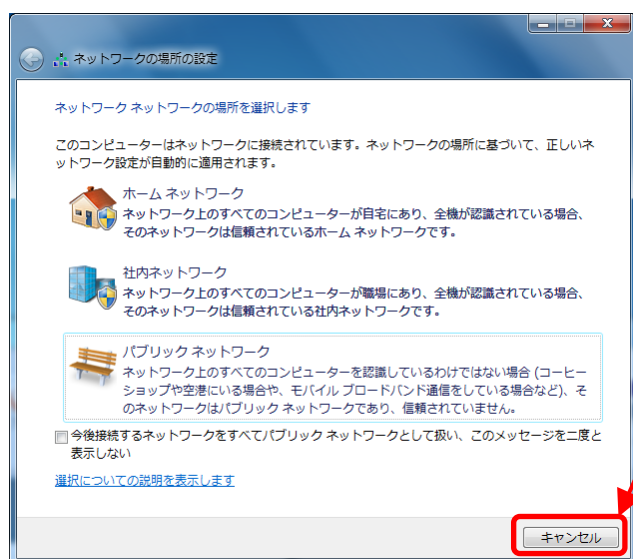 ネットワークの場所の設定
ネットワーク ネットワークの場所を選択します
このコンピューターはネットワークに接続されています。ネットワークの場所に基づいて、正しいネ
ットワーク設定が自動的に適用されます。
ホーム ネットワーク
ネットワーク上のすべてのコンピューターが自宅にあり、全機が認識されている場合、
そのネットワークは信頼されているホーム ネットワークです。
社内ネットワーク
ネットワーク上のすべてのコンピューターが職場にあり、全機が認識されている場合、
そのネットワークは信頼されている社内ネットワークです。
パブリック ネットワーク
ネットワーク上のすべてのコンピューターを認識しているわけではない場合 (コーヒー
ショップや空港にいる場合や、モバイル ブロードバンド通信をしている場合など)、そ
のネットワークはパブリック ネットワークであり、信頼されていません。
今後接続するネットワークをすべてパブリック ネットワークとして扱い、このメッセージを二度と
表示しない
選択についての説明を表示します
キャンセル